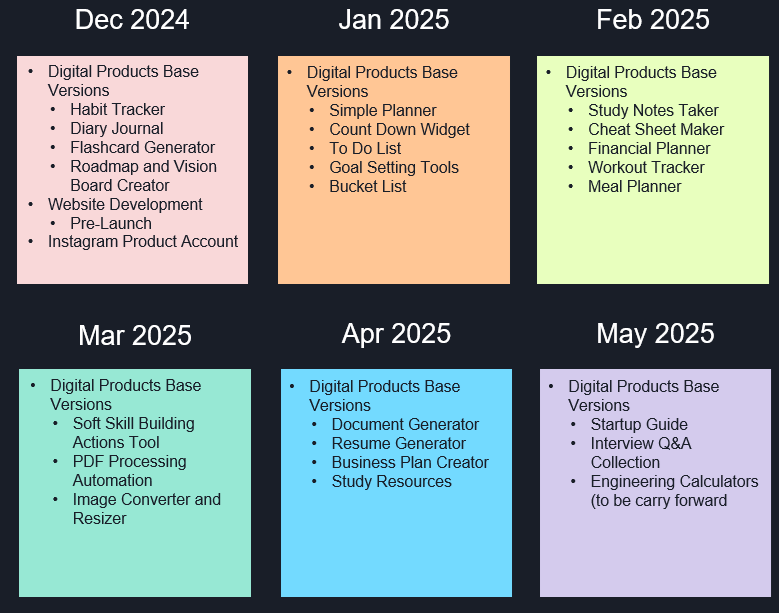 Dec 2024
• Digital Products Base
Versions
• Habit Tracker
• Diary Journal
• Flashcard Generator
• Roadmap and Vision
Board Creator
• Website Development
• Pre-Launch
• Instagram Product Account
Jan 2025
• Digital Products Base
Versions
• Simple Planner
• Count Down Widget
• To Do List
• Goal Setting Tools
• Bucket List
Feb 2025
• Digital Products Base
Versions
• Study Notes Taker
• Cheat Sheet Maker
• Financial Planner
• Workout Tracker
• Meal Planner
Mar 2025
• Digital Products Base
Versions
• Soft Skill Building
Actions Tool
• PDF Processing
Automation
• Image Converter and
Resizer
Apr 2025
• Digital Products Base
Versions
• Document Generator
• Resume Generator
• Business Plan Creator
• Study Resources
May 2025
• Digital Products Base
Versions
• Startup Guide
• Interview Q&A
Collection
• Engineering Calculators
(to be carry forward